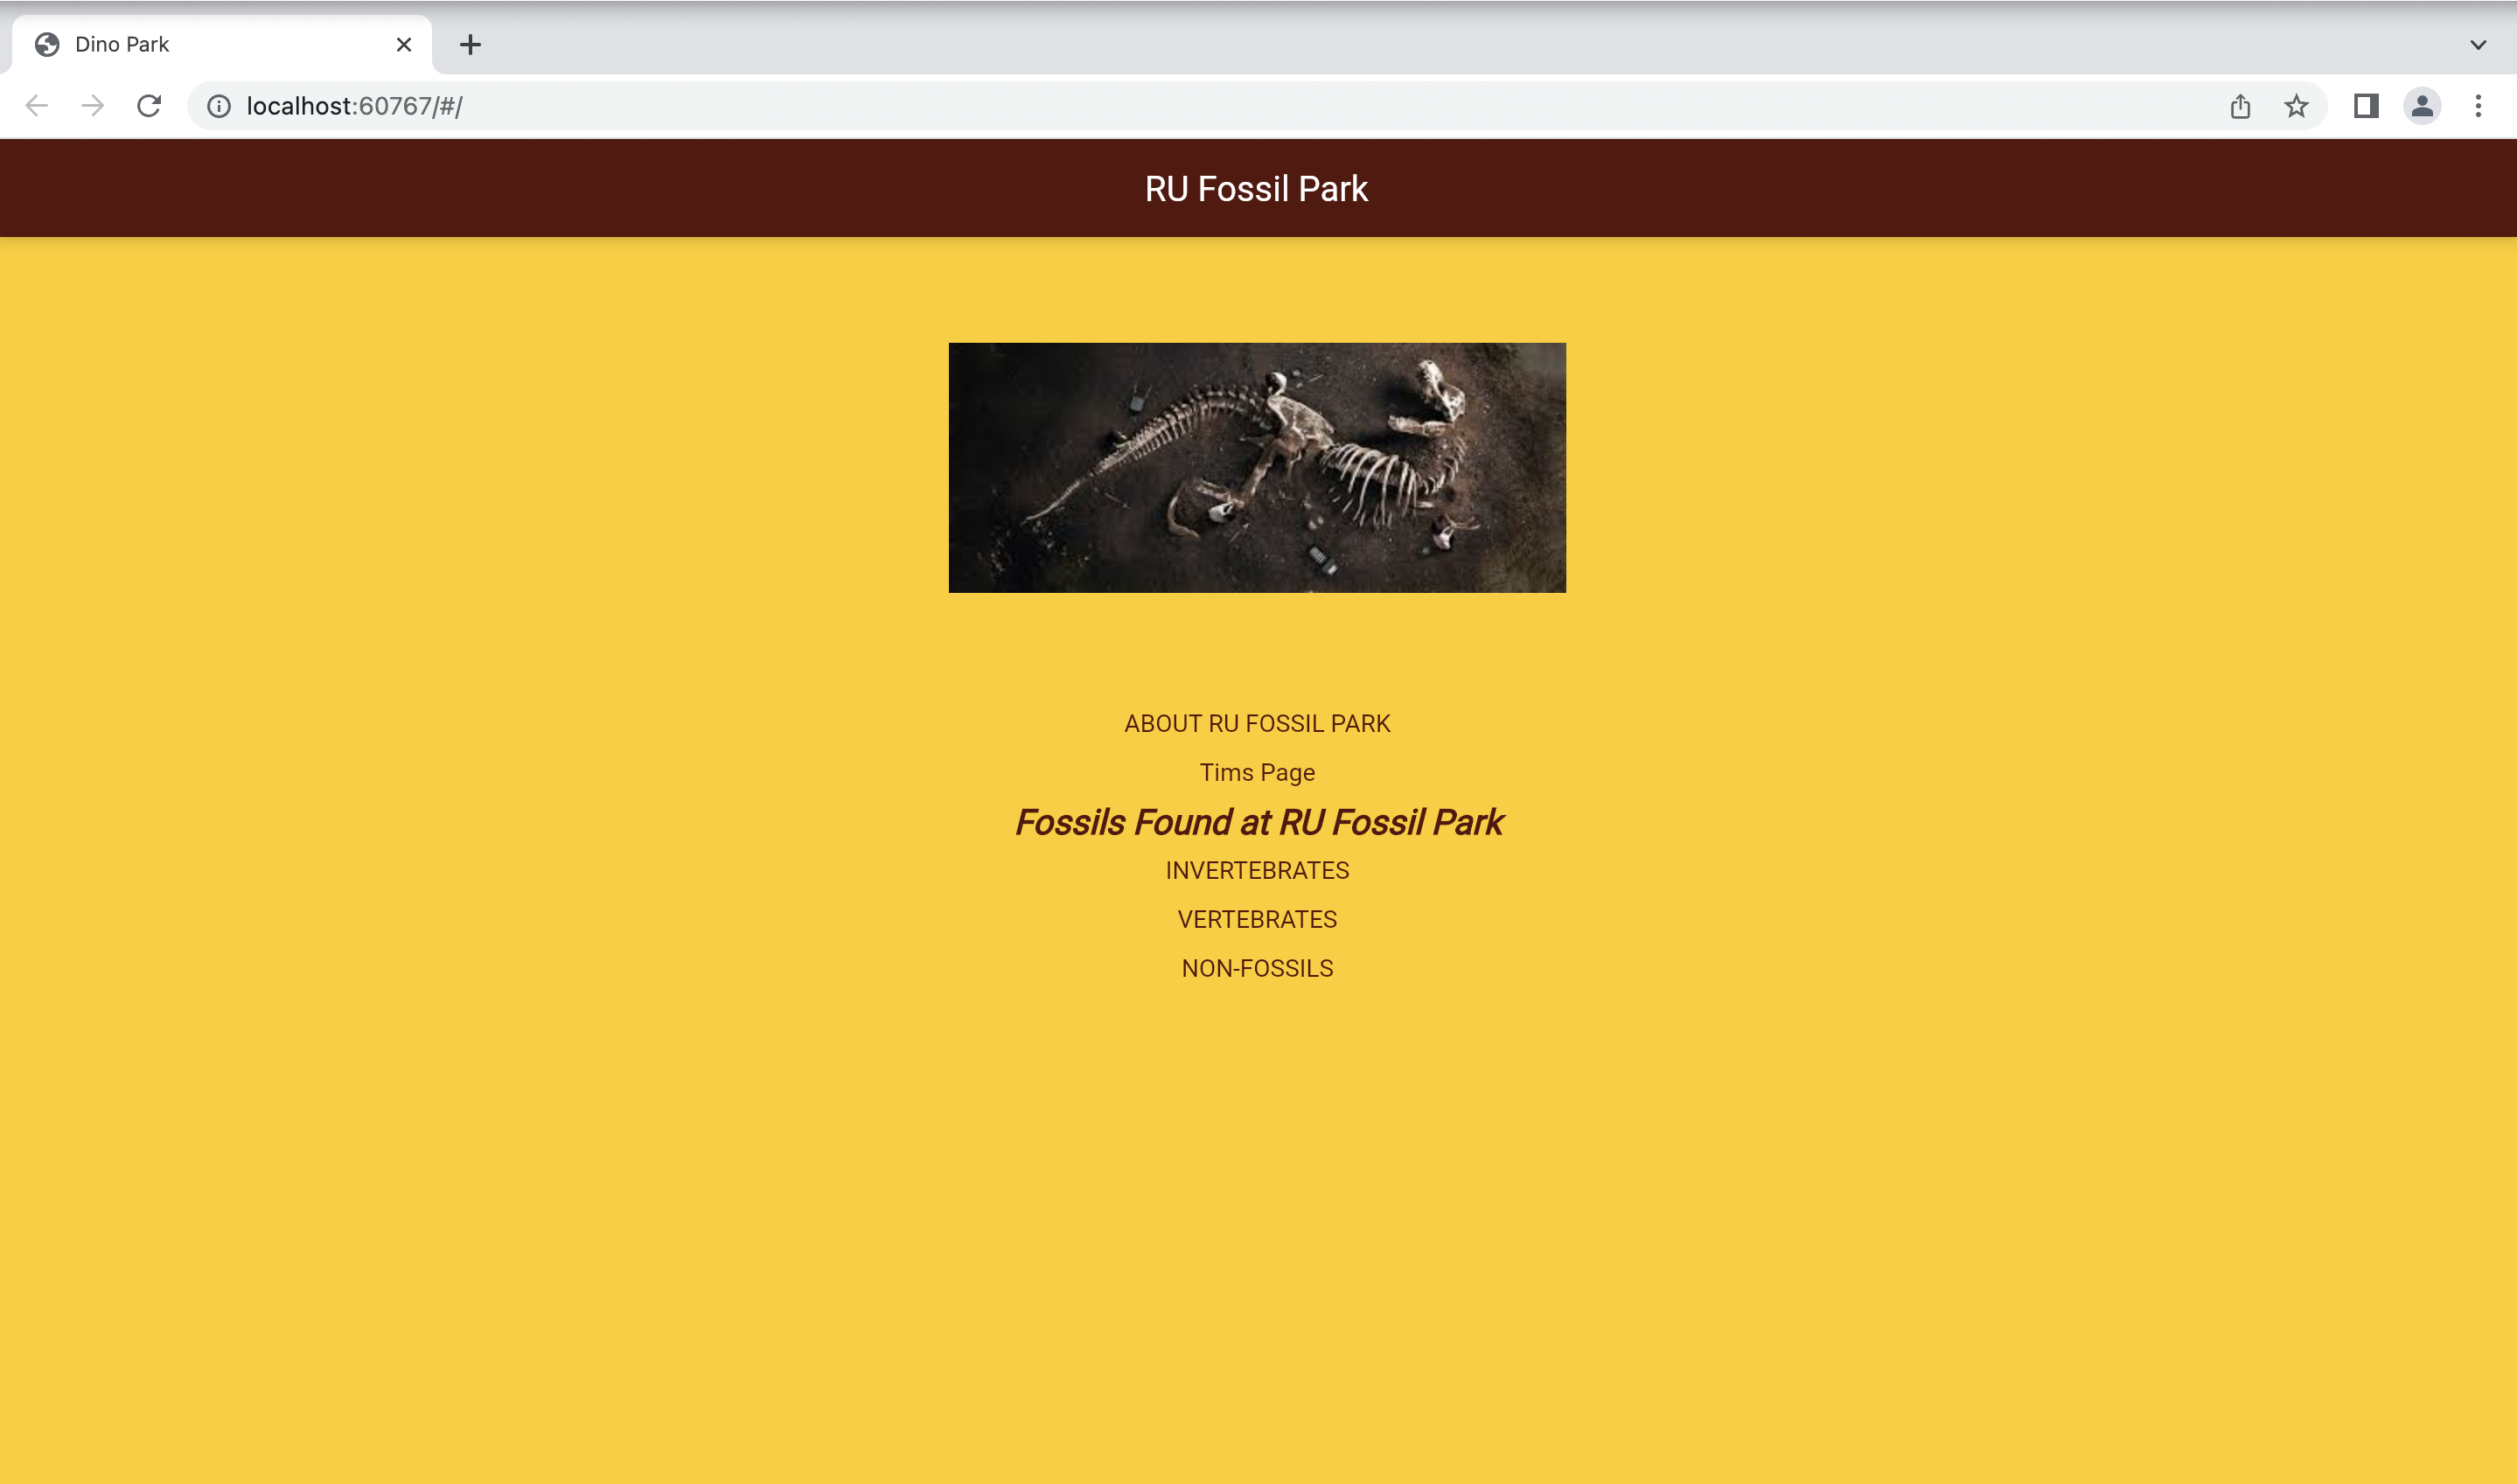 Dino Park
localhost:60767/#/
RU Fossil Park
ABOUT RU FOSSIL PARK
Tims Page
Fossils Found at RU Fossil Park
INVERTEBRATES
VERTEBRATES
NON-FOSSILS